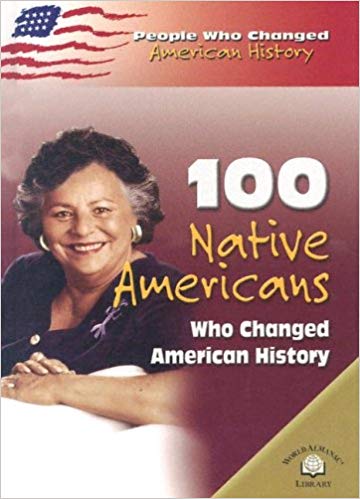 People Who Changed
American History
100
Native
Americans
Who Changed
American History
WORLD ALMANAC®
LIBRARY